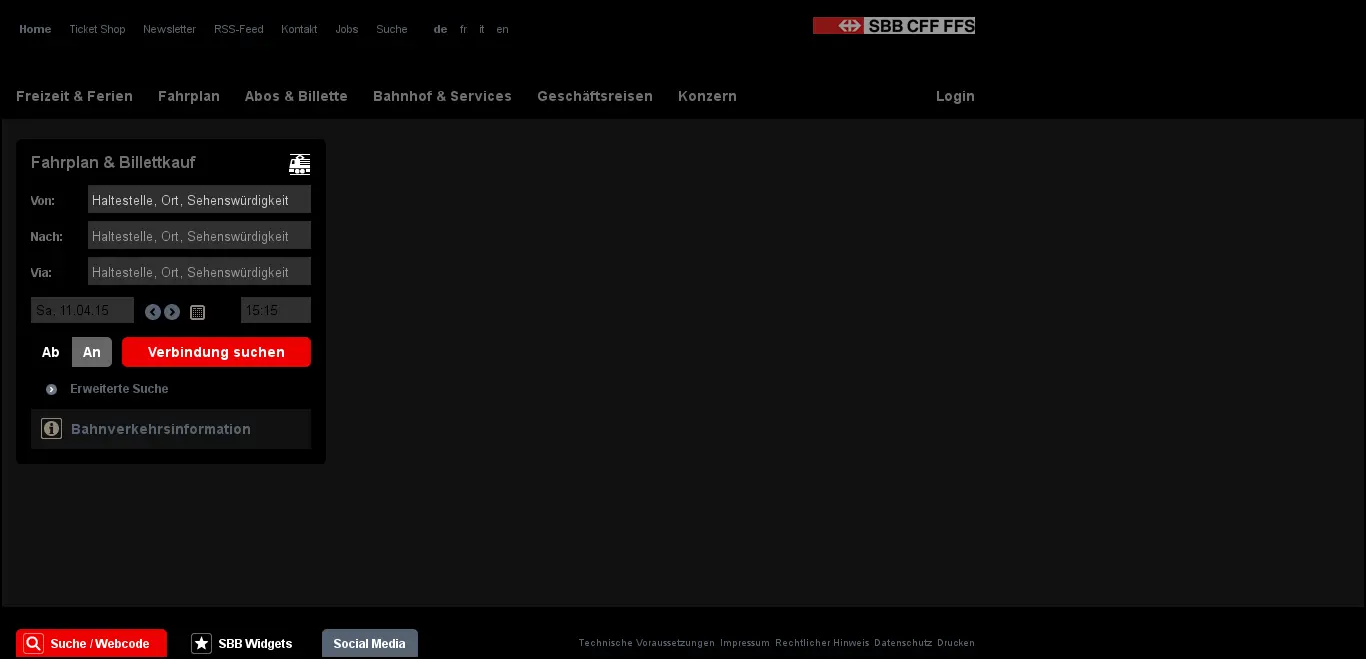 Home Ticket Shop Newsletter RSS-Feed Kontakt Jobs Suche de fr it en
SBB CFF FFS
Freizeit & Ferien Fahrplan Abos & Billette Bahnhof & Services Geschäftsreisen Konzern Login
Fahrplan & Billettkauf
Von: Haltestelle, Ort, Sehenswürdigkeit
Nach: Haltestelle, Ort, Sehenswürdigkeit
Via: Haltestelle, Ort, Sehenswürdigkeit
Sa, 11.04.15 15:15
Ab An Verbindung suchen
Erweiterte Suche
Bahnverkehrsinformation
Suche / Webcode SBB Widgets Social Media Technische Voraussetzungen Impressum Rechtlicher Hinweis Datenschutz Drucken